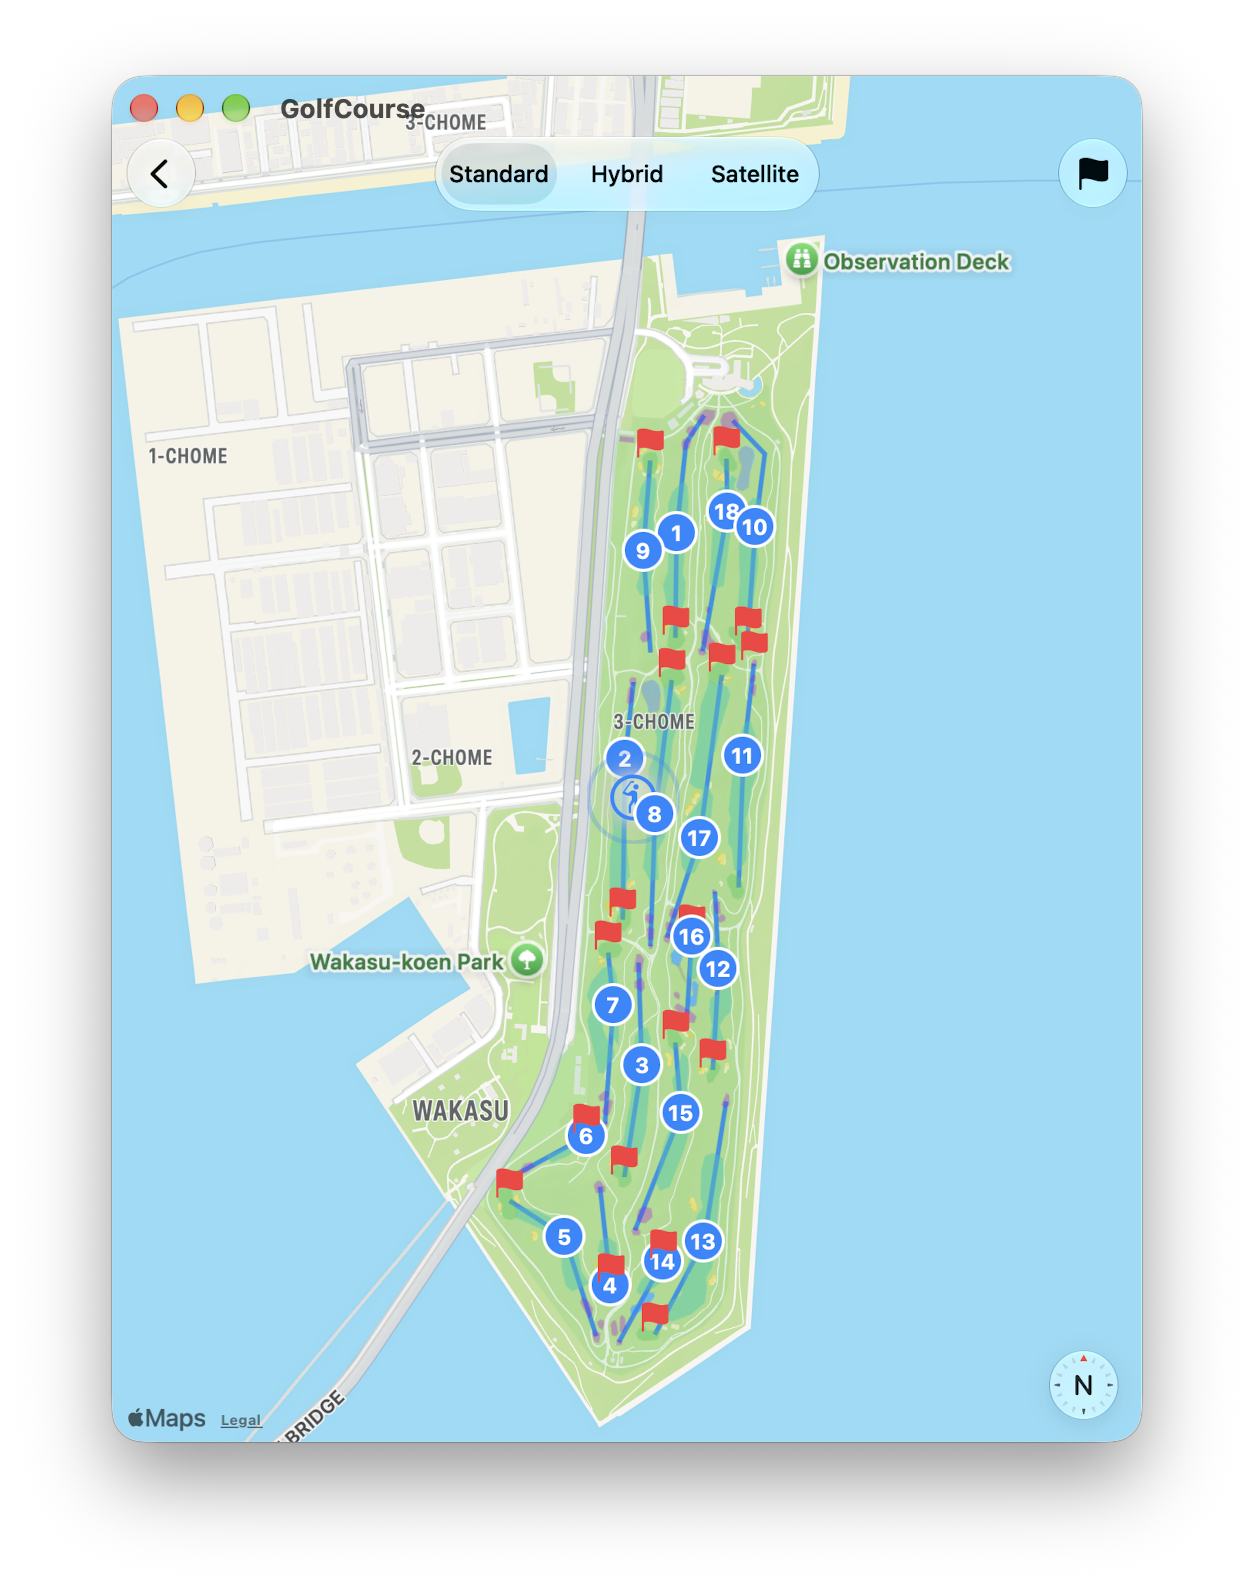 GolfCourse
3-CHOME
Standard
Hybrid
Satellite
Observation Deck
1-CHOME
18
10
1
9
3-CHOME
2-CHOME
2
11
8
17
16
Wakasu-koen Park
12
7
3
WAKASU
15
6
5
13
14
4
N
Maps
Legal
BRIDGE